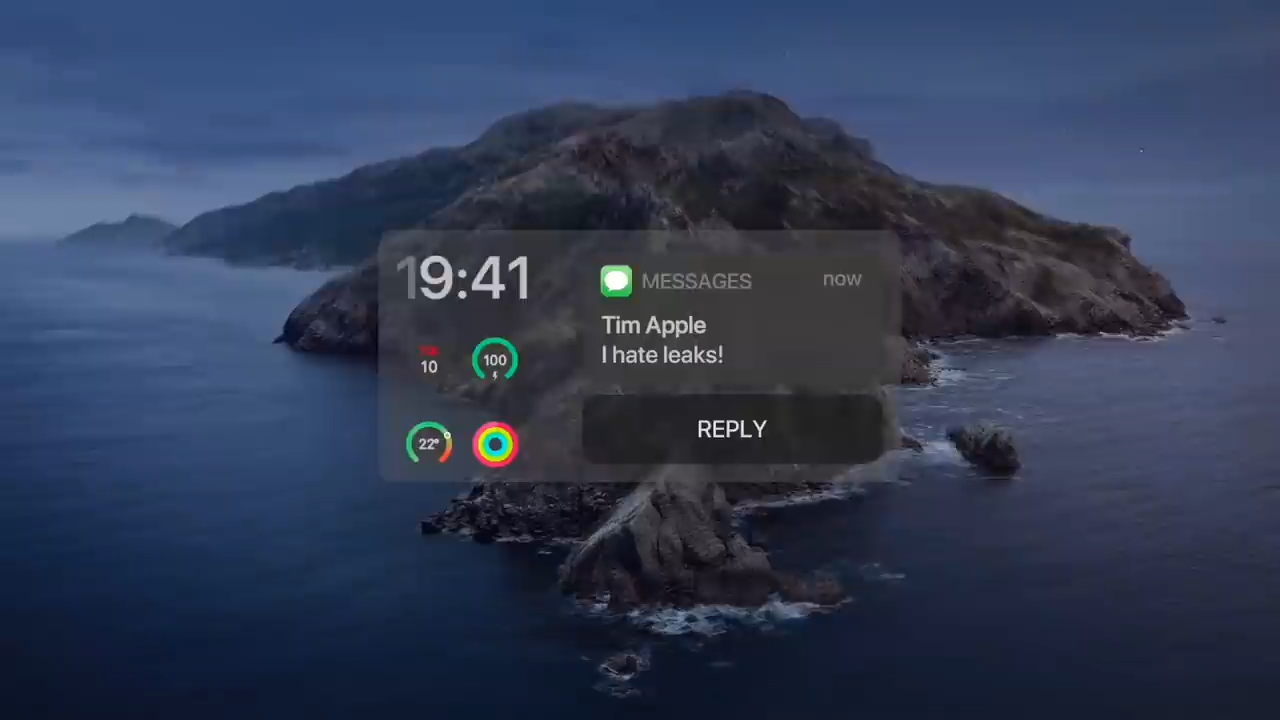 19:41
10
100
22°
MESSAGES
now
Tim Apple
I hate leaks!
REPLY